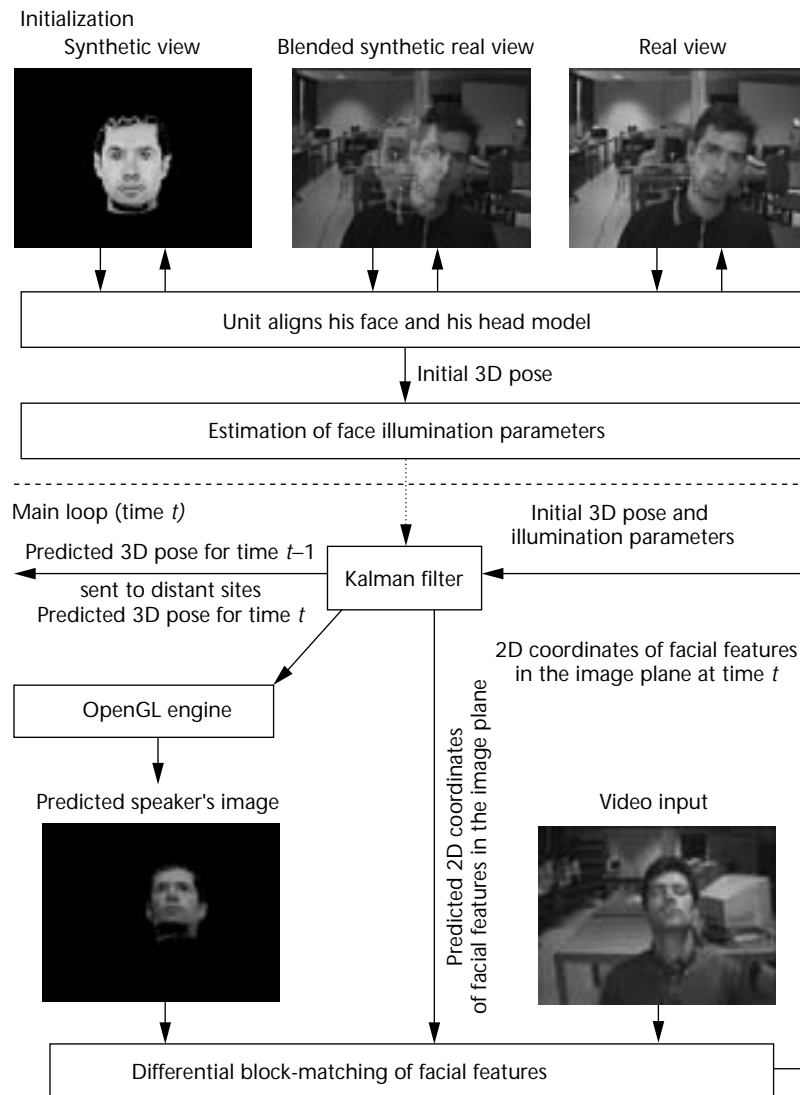 Initialization
Synthetic view
Blended synthetic real view
Real view
Unit aligns his face and his head model
Initial 3D pose
Estimation of face illumination parameters
Main loop (time t)
Initial 3D pose and
illumination parameters
Predicted 3D pose for time t–1
sent to distant sites
Kalman filter
Predicted 3D pose for time t
2D coordinates of facial features
in the image plane at time t
OpenGL engine
Predicted 2D coordinates
of facial features in the image plane
Predicted speaker's image
Video input
Differential block-matching of facial features